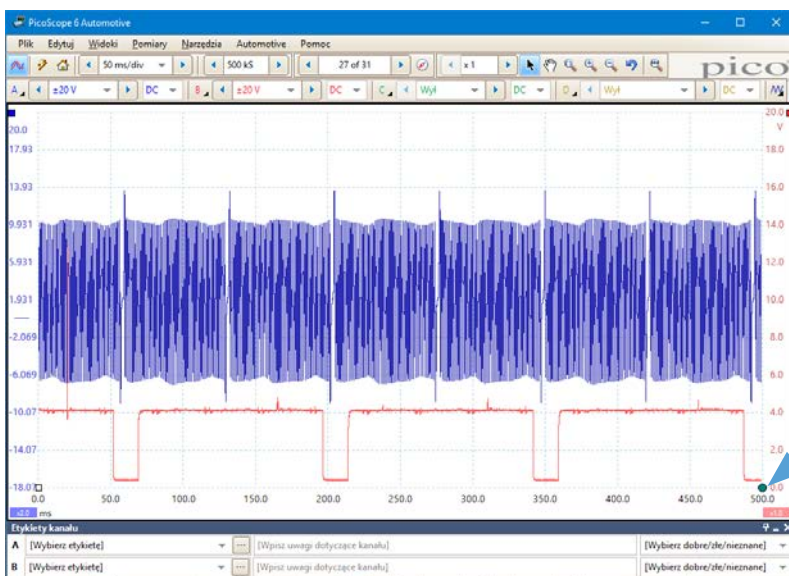 PicoScope 6 Automotive
Plik Edytuj Widoki Pomiary Narzędzia Automotive Pomoc
50 ms/div 500 kS 27 of 31 x 1 pico
A ±20 V DC B ±20 V DC C Wył DC D Wył DC
20.0 20.0
V
17.93 18.0
13.93 16.0
9.931 14.0
5.931 12.0
1.931 10.0
-2.069 8.0
-6.069 6.0
-10.07 4.0
-14.07 2.0
-18.07 0.0
0.0 50.0 100.0 150.0 200.0 250.0 300.0 350.0 400.0 450.0 500.0
x2.0 ms x1.0
Etykiety kanału
A [Wybierz etykietę] ... [Wpisz uwagi dotyczące kanału] [Wybierz dobre/złe/nieznane]
B [Wybierz etykietę] ... [Wpisz uwagi dotyczące kanału] [Wybierz dobre/złe/nieznane]